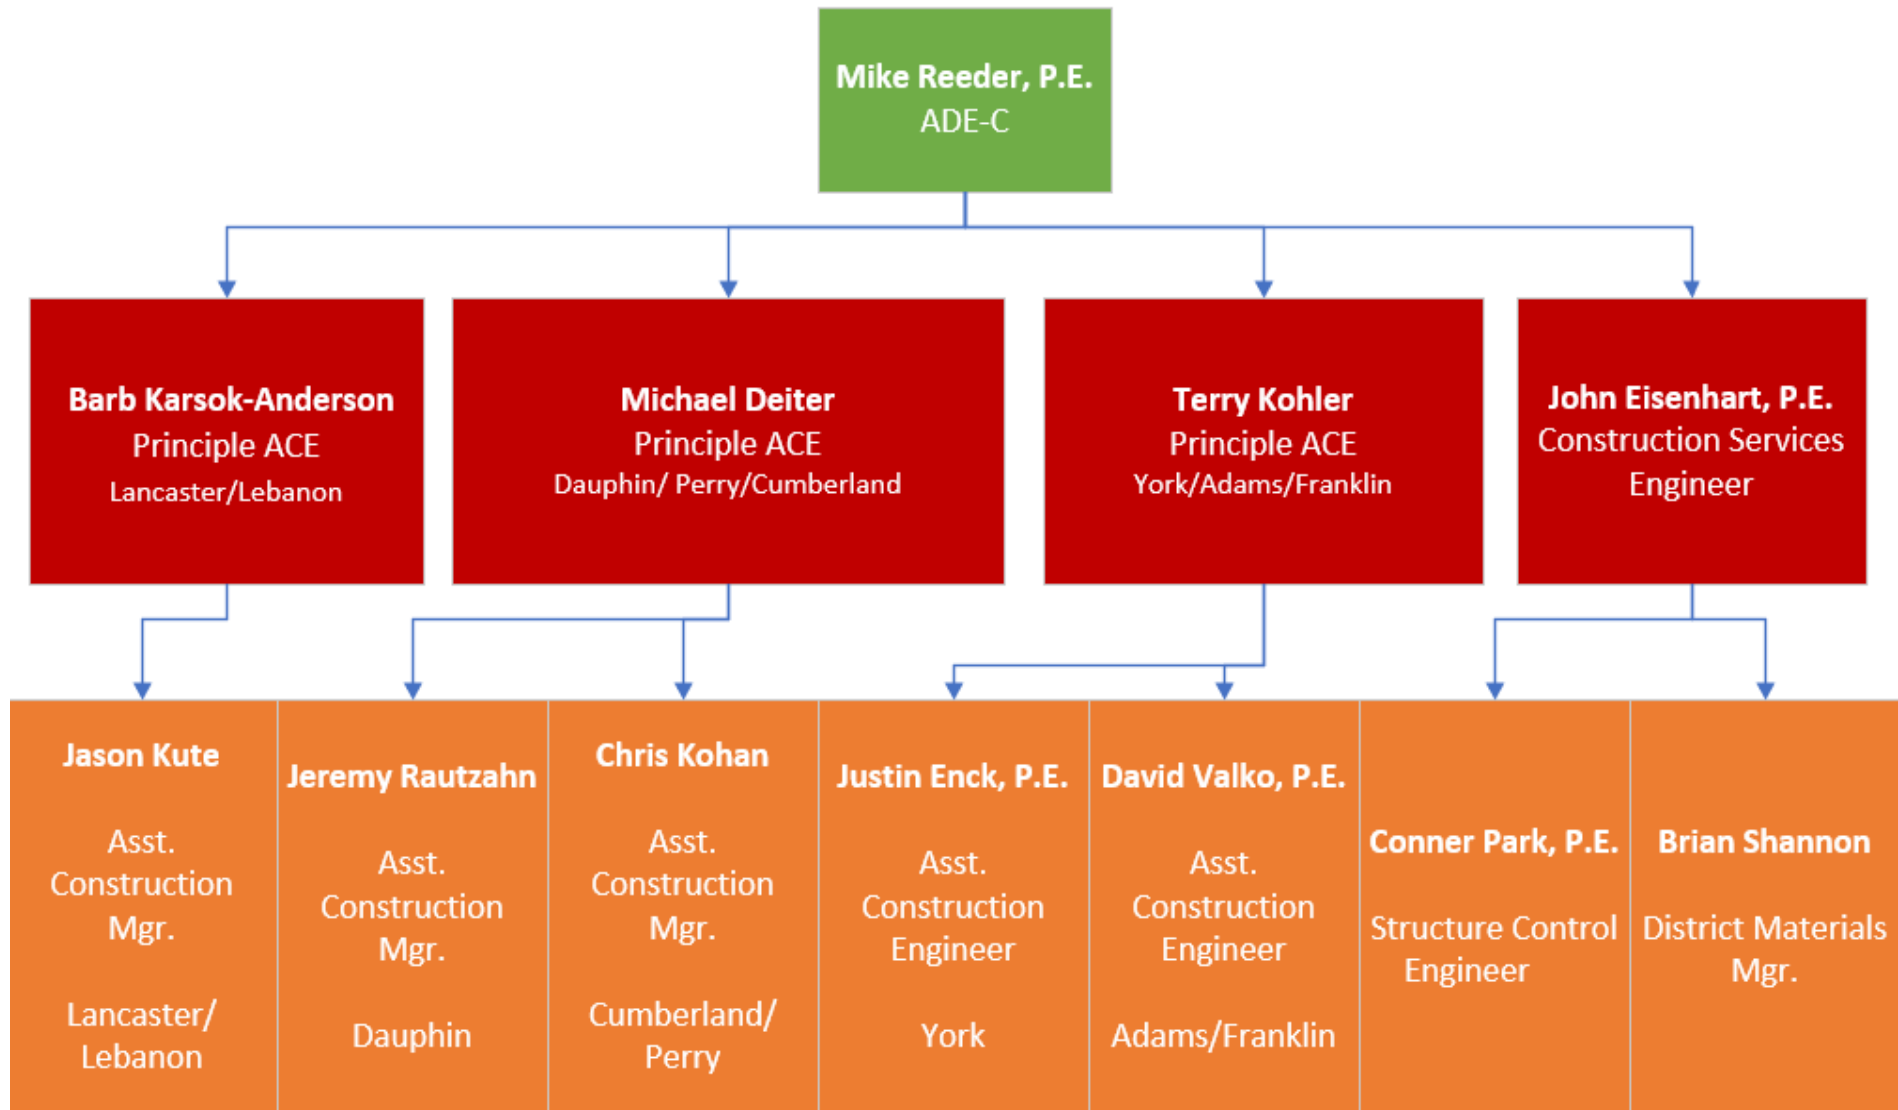 Mike Reeder, P.E.
ADE-C
Barb Karsok-Anderson
Principle ACE
Lancaster/Lebanon
Michael Deiter
Principle ACE
Dauphin/ Perry/Cumberland
Terry Kohler
Principle ACE
York/Adams/Franklin
John Eisenhart, P.E.
Construction Services
Engineer
Jason Kute
Asst.
Construction
Mgr.
Lancaster/
Lebanon
Jeremy Rautzahn
Asst.
Construction
Mgr.
Dauphin
Chris Kohan
Asst.
Construction
Mgr.
Cumberland/
Perry
Justin Enck, P.E.
Asst.
Construction
Engineer
York
David Valko, P.E.
Asst.
Construction
Engineer
Adams/Franklin
Conner Park, P.E.
Structure Control
Engineer
Brian Shannon
District Materials
Mgr.